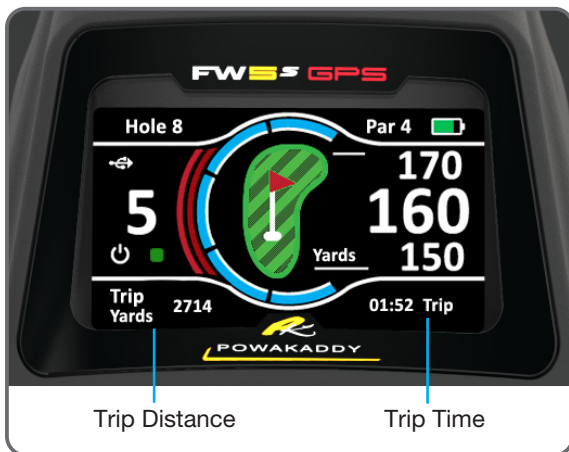 FW5s GPS
Hole 8
Par 4
170
5
160
Yards
150
Trip
Yards
2714
01:52 Trip
POWAKADDY
Trip Distance
Trip Time